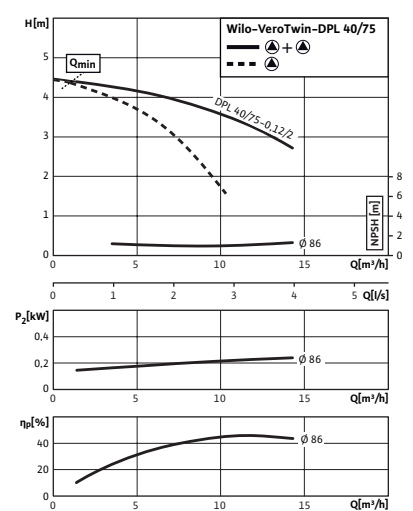 H[m]
Wilo-VeroTwin-DPL 40/75
+
5
Qmin
4
DPL 40/75-0.12/2
3
2
8
6
1
4
NPSH [m]
2
Ø 86
0
0
0 5 10 15 Q[m³/h]
0 1 2 3 4 5 Q[l/s]
P2[kW]
0,4
0,2
Ø 86
0
0 5 10 15 Q[m³/h]
ηp[%]
40
Ø 86
20
0
0 5 10 15 Q[m³/h]